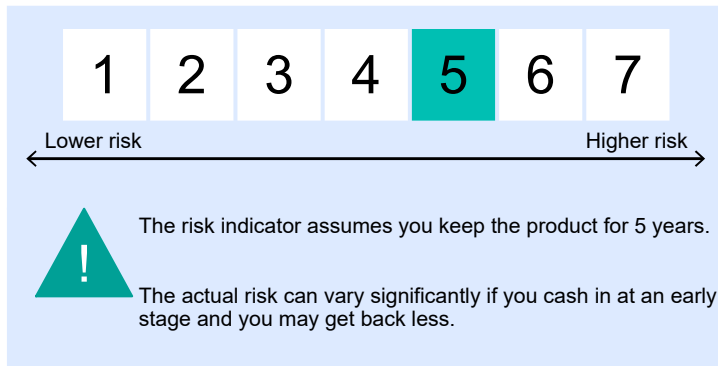 1 2 3 4 5 6 7
Lower risk Higher risk
The risk indicator assumes you keep the product for 5 years.
!
The actual risk can vary significantly if you cash in at an early
stage and you may get back less.